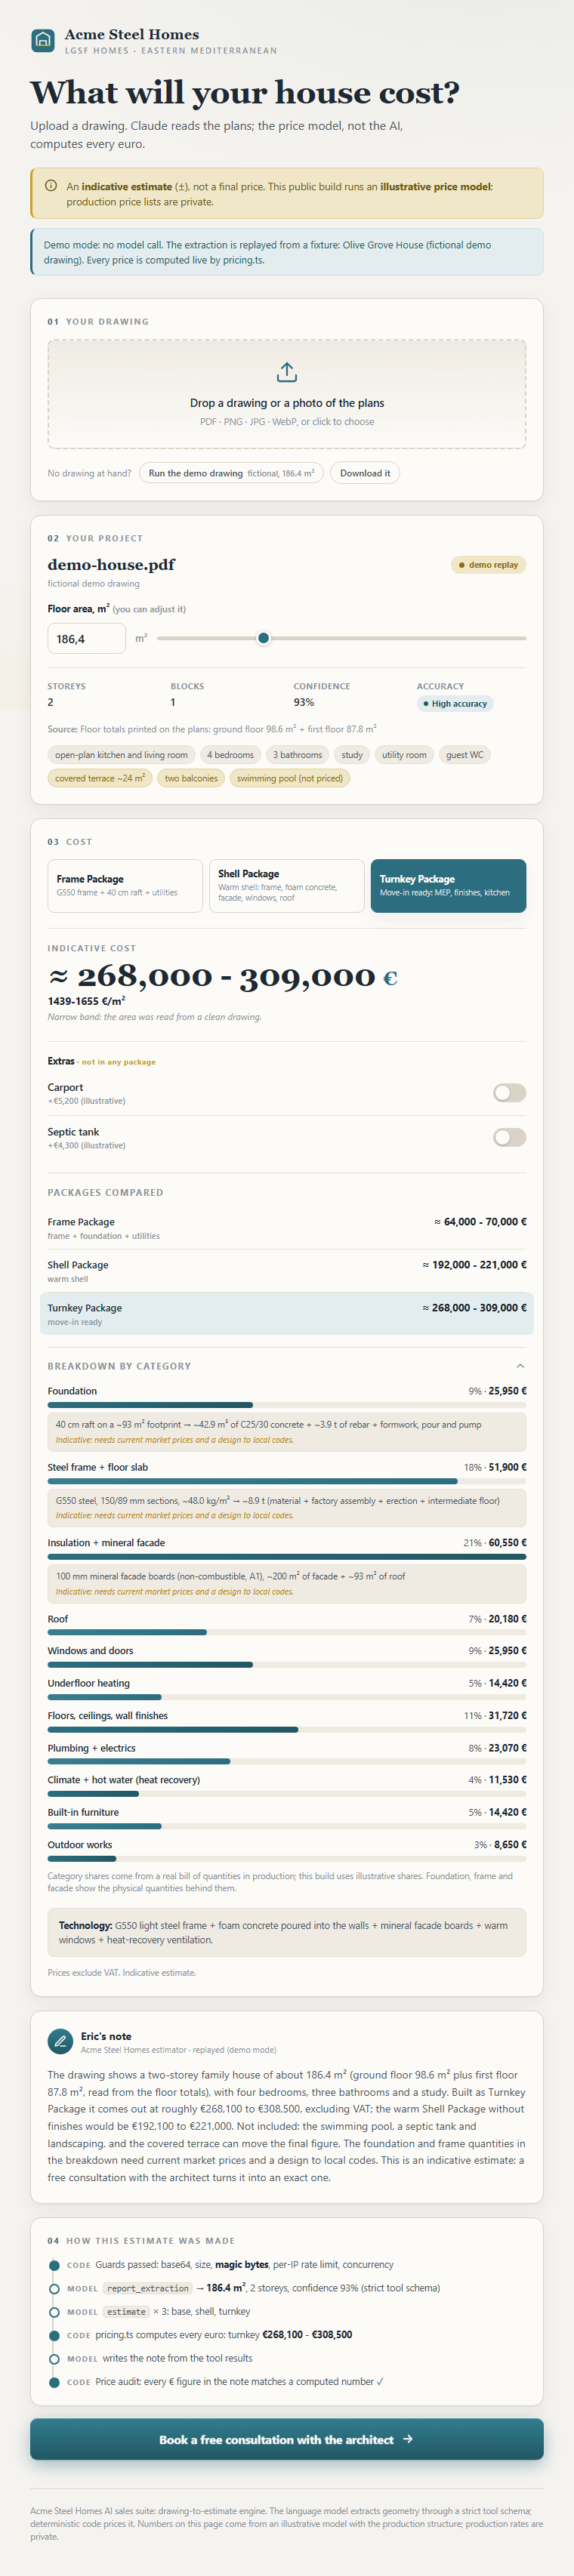 Acme Steel Homes
LGSF HOMES · EASTERN MEDITERRANEAN
What will your house cost?
Upload a drawing. Claude reads the plans; the price model, not the AI,
computes every euro.
An indicative estimate (±), not a final price. This public build runs an illustrative price model:
production price lists are private.
Demo mode: no model call. The extraction is replayed from a fixture: Olive Grove House (fictional demo
drawing). Every price is computed live by pricing.ts.
01 YOUR DRAWING
Drop a drawing or a photo of the plans
PDF · PNG · JPG · WebP, or click to choose
No drawing at hand? Run the demo drawing fictional, 186.4 m² Download it
02 YOUR PROJECT
demo-house.pdf
demo replay
fictional demo drawing
Floor area, m² (you can adjust it)
186,4 m²
STOREYS BLOCKS CONFIDENCE ACCURACY
2 1 93% High accuracy
Source: Floor totals printed on the plans: ground floor 98.6 m² + first floor 87.8 m²
open-plan kitchen and living room 4 bedrooms 3 bathrooms study utility room guest WC
covered terrace ~24 m² two balconies swimming pool (not priced)
03 COST
Frame Package
G550 frame + 40 cm raft + utilities
Shell Package
Warm shell: frame, foam concrete,
facade, windows, roof
Turnkey Package
Move-in ready: MEP, finishes, kitchen
INDICATIVE COST
≈ 268,000 - 309,000 €
1439-1655 €/m²
Narrow band: the area was read from a clean drawing.
Extras · not in any package
Carport
+€5,200 (illustrative)
Septic tank
+€4,300 (illustrative)
PACKAGES COMPARED
Frame Package ≈ 64,000 - 70,000 €
frame + foundation + utilities
Shell Package ≈ 192,000 - 221,000 €
warm shell
Turnkey Package ≈ 268,000 - 309,000 €
move-in ready
BREAKDOWN BY CATEGORY
Foundation 9% · 25,950 €
40 cm raft on a ~93 m² footprint → ~42.9 m³ of C25/30 concrete + ~3.9 t of rebar + formwork, pour and pump
Indicative: needs current market prices and a design to local codes.
Steel frame + floor slab 18% · 51,900 €
G550 steel, 150/89 mm sections, ~48.0 kg/m² → ~8.9 t (material + factory assembly + erection + intermediate floor)
Indicative: needs current market prices and a design to local codes.
Insulation + mineral facade 21% · 60,550 €
100 mm mineral facade boards (non-combustible, A1), ~200 m² of facade + ~93 m² of roof
Indicative: needs current market prices and a design to local codes.
Roof 7% · 20,180 €
Windows and doors 9% · 25,950 €
Underfloor heating 5% · 14,420 €
Floors, ceilings, wall finishes 11% · 31,720 €
Plumbing + electrics 8% · 23,070 €
Climate + hot water (heat recovery) 4% · 11,530 €
Built-in furniture 5% · 14,420 €
Outdoor works 3% · 8,650 €
Category shares come from a real bill of quantities in production; this build uses illustrative shares. Foundation, frame and
facade show the physical quantities behind them.
Technology: G550 light steel frame + foam concrete poured into the walls + mineral facade boards + warm
windows + heat-recovery ventilation.
Prices exclude VAT. Indicative estimate.
Eric's note
Acme Steel Homes estimator · replayed (demo mode)
The drawing shows a two-storey family house of about 186.4 m² (ground floor 98.6 m² plus first floor
87.8 m², read from the floor totals), with four bedrooms, three bathrooms and a study. Built as Turnkey
Package it comes out at roughly €268,100 to €308,500, excluding VAT; the warm Shell Package without
finishes would be €192,100 to €221,000. Not included: the swimming pool, a septic tank and
landscaping, and the covered terrace can move the final figure. The foundation and frame quantities in
the breakdown need current market prices and a design to local codes. This is an indicative estimate: a
free consultation with the architect turns it into an exact one.
04 HOW THIS ESTIMATE WAS MADE
CODE Guards passed: base64, size, magic bytes, per-IP rate limit, concurrency
MODEL report_extraction → 186.4 m², 2 storeys, confidence 93% (strict tool schema)
MODEL estimate × 3: base, shell, turnkey
CODE pricing.ts computes every euro: turnkey €268,100 - €308,500
MODEL writes the note from the tool results
CODE Price audit: every € figure in the note matches a computed number ✓
Book a free consultation with the architect →
Acme Steel Homes AI sales suite: drawing-to-estimate engine. The language model extracts geometry through a strict tool schema;
deterministic code prices it. Numbers on this page come from an illustrative model with the production structure; production rates are
private.